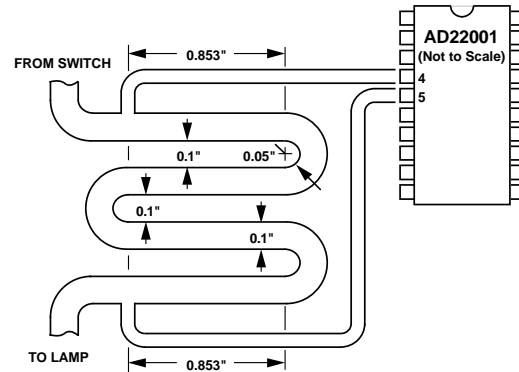 AD22001
(Not to Scale)
0.853"
FROM SWITCH
4
5
0.1"
0.05"
0.1"
0.1"
TO LAMP
0.853"